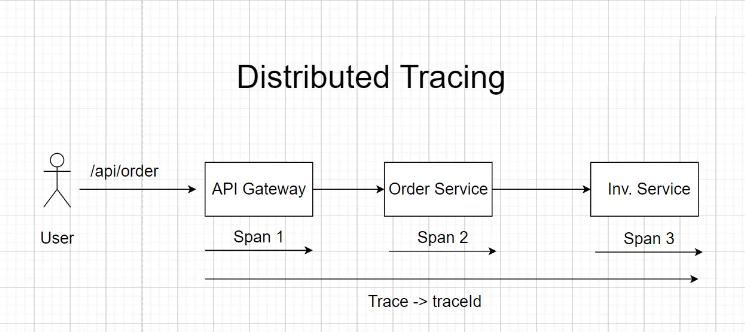 Distributed Tracing
/api/order
API Gateway
Order Service
Inv. Service
User
Span 1
Span 2
Span 3
Trace -> traceId